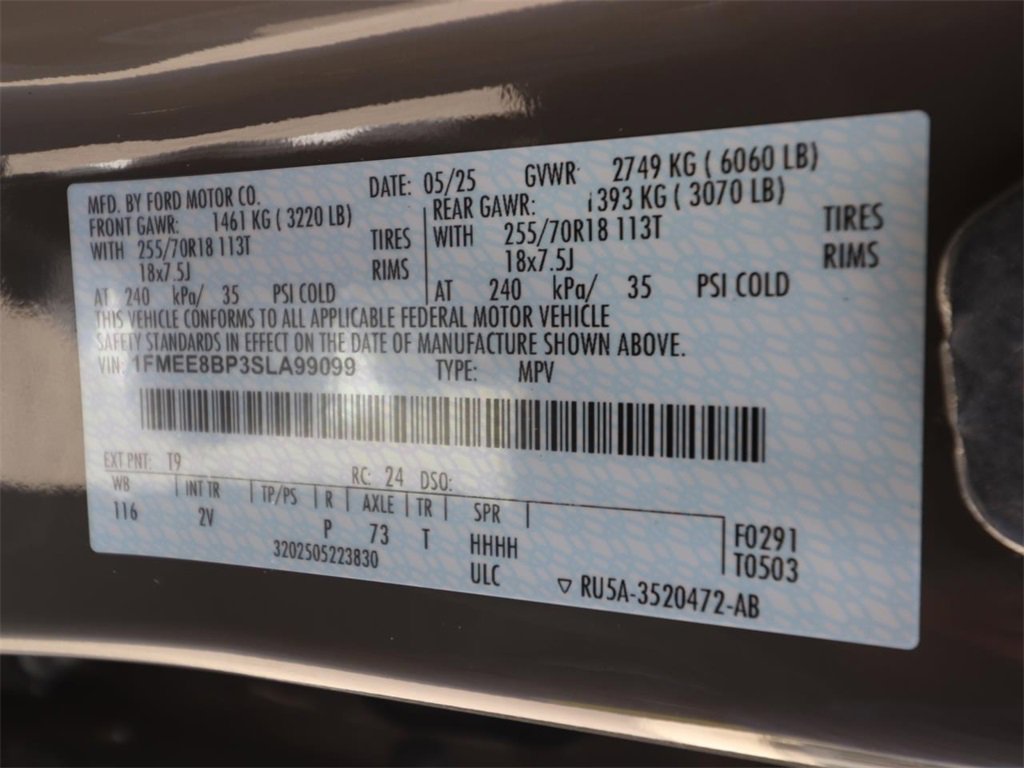 MFD. BY FORD MOTOR CO. DATE: 05/25 GVWR 2749 KG ( 6060 LB)
FRONT GAWR: 1461 KG ( 3220 LB) REAR GAWR: 1393 KG ( 3070 LB)
WITH 255/70R18 113T TIRES WITH 255/70R18 113T TIRES
18x7.5J RIMS 18x7.5J RIMS
AT 240 kPa/ 35 PSI COLD AT 240 kPa/ 35 PSI COLD
THIS VEHICLE CONFORMS TO ALL APPLICABLE FEDERAL MOTOR VEHICLE
SAFETY STANDARDS IN EFFECT ON THE DATE OF MANUFACTURE SHOWN ABOVE.
VIN: 1FMEE8BP3SLA99099 TYPE: MPV
EXT PNT: T9 RC: 24 DSO:
WB INT TR TP/PS R AXLE TR SPR
116 2V P 73 T HHHH F0291
3202505223830 ULC T0503
▽ RU5A-3520472-AB